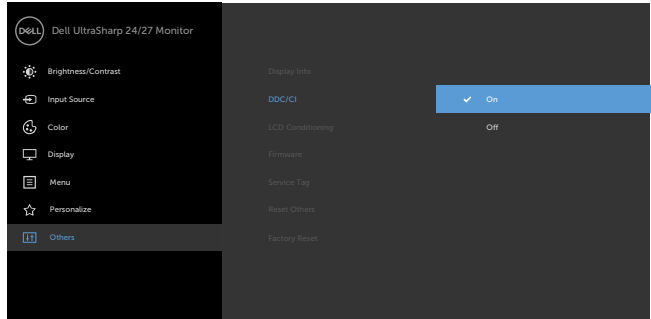 DELL
Dell UltraSharp 24/27 Monitor
Brightness/Contrast
Input Source
Color
Display
Menu
Personalize
Others
Display Info
DDC/CI
LCD Conditioning
Firmware
Service Tag
Reset Others
Factory Reset
On
Off